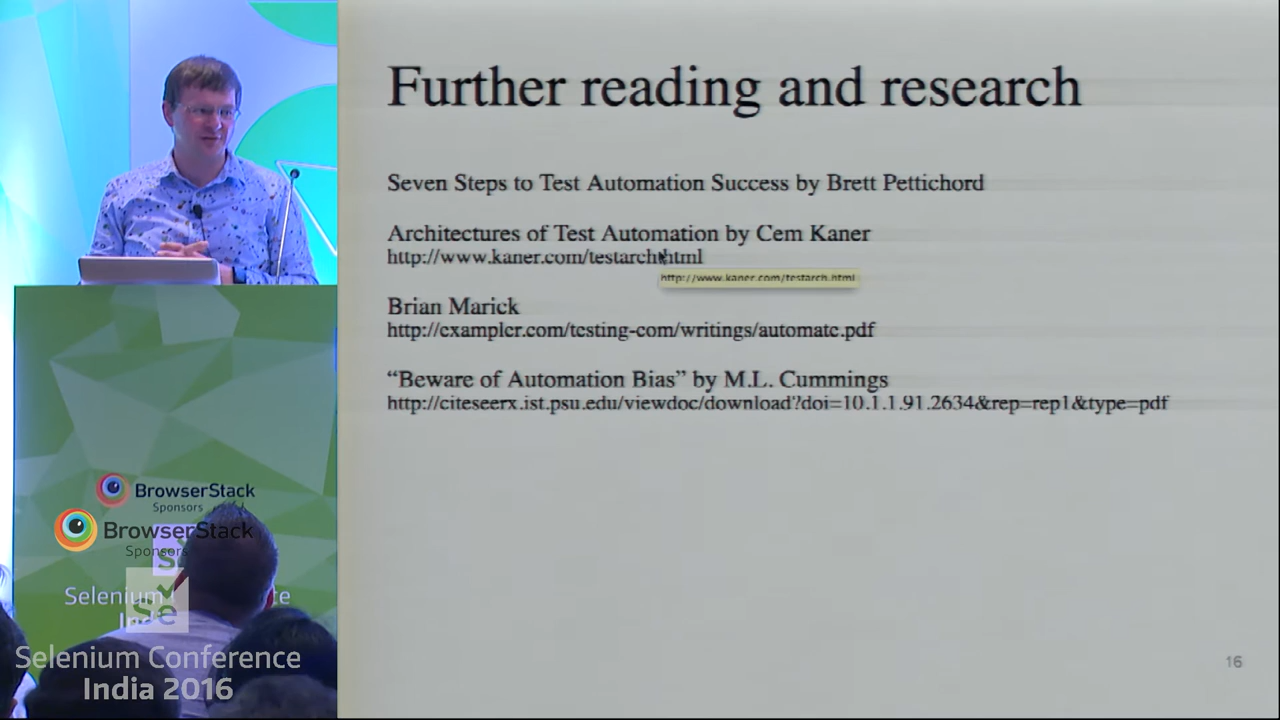 Further reading and research
Seven Steps to Test Automation Success by Brett Pettichord
Architectures of Test Automation by Cem Kaner
http://www.kaner.com/testarch.html
http://www.kaner.com/testarch.html
Brian Marick
http://exampler.com/testing-com/writings/automate.pdf
“Beware of Automation Bias” by M.L. Cummings
http://citeseerx.ist.psu.edu/viewdoc/download?doi=10.1.1.91.2634&rep=rep1&type=pdf
16
BrowserStack
Sponsors
BrowserStack
Sponsors
Se
Selenium
Se
Selenium Conference
India 2016